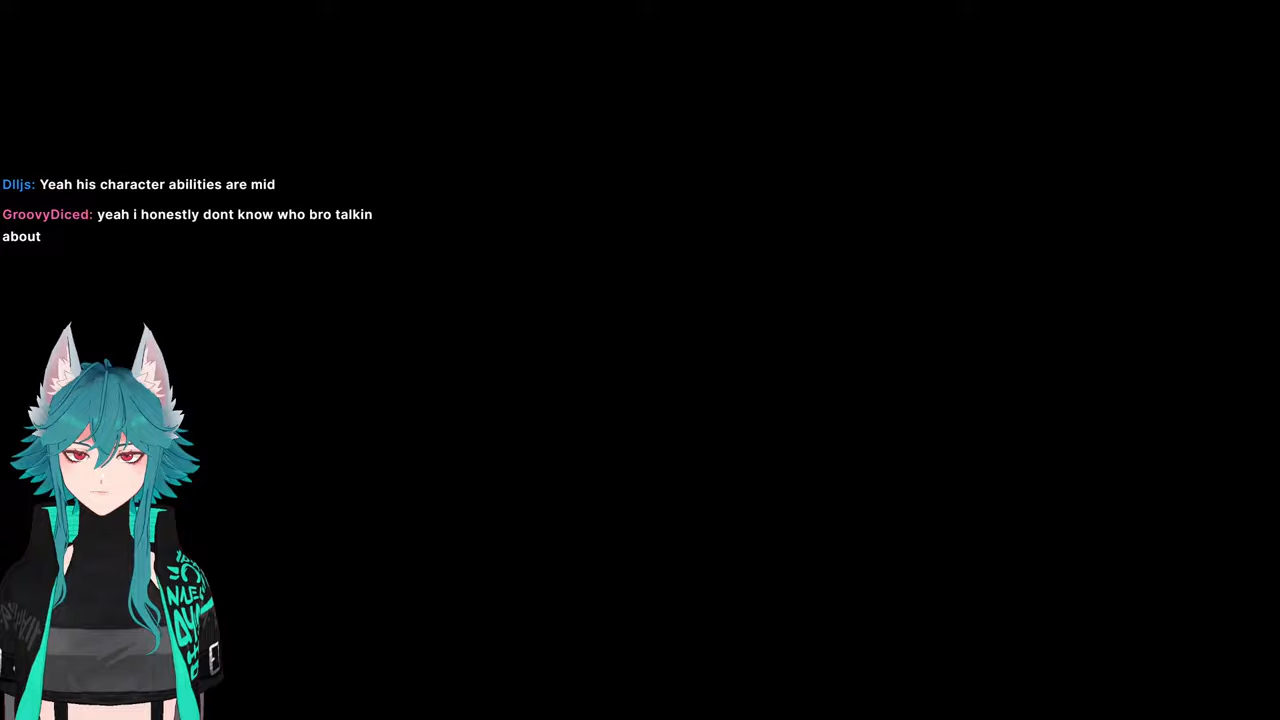 Dlljs: Yeah his character abilities are mid
GroovyDiced: yeah i honestly dont know who bro talkin
about